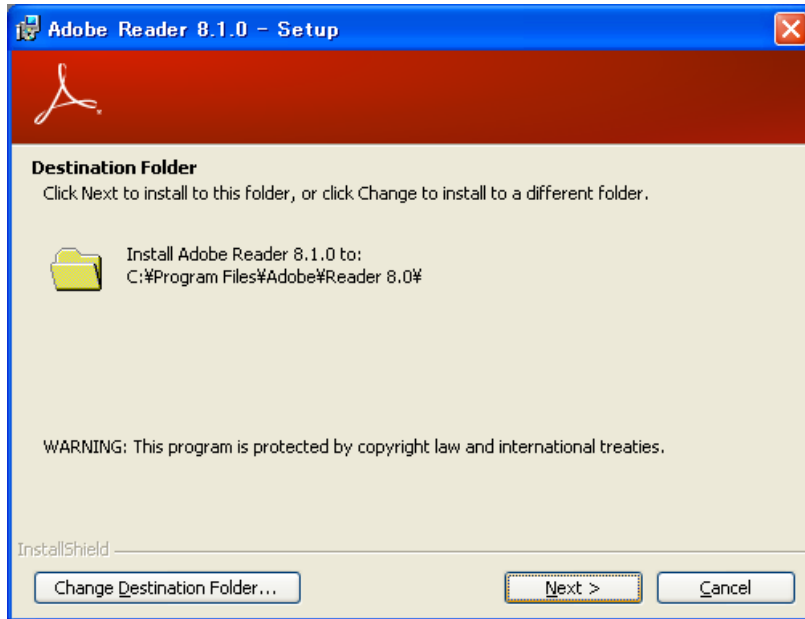 Adobe Reader 8.1.0 - Setup
Destination Folder
Click Next to install to this folder, or click Change to install to a different folder.
Install Adobe Reader 8.1.0 to:
C:¥Program Files¥Adobe¥Reader 8.0¥
WARNING: This program is protected by copyright law and international treaties.
InstallShield
Change Destination Folder...
Next >
Cancel